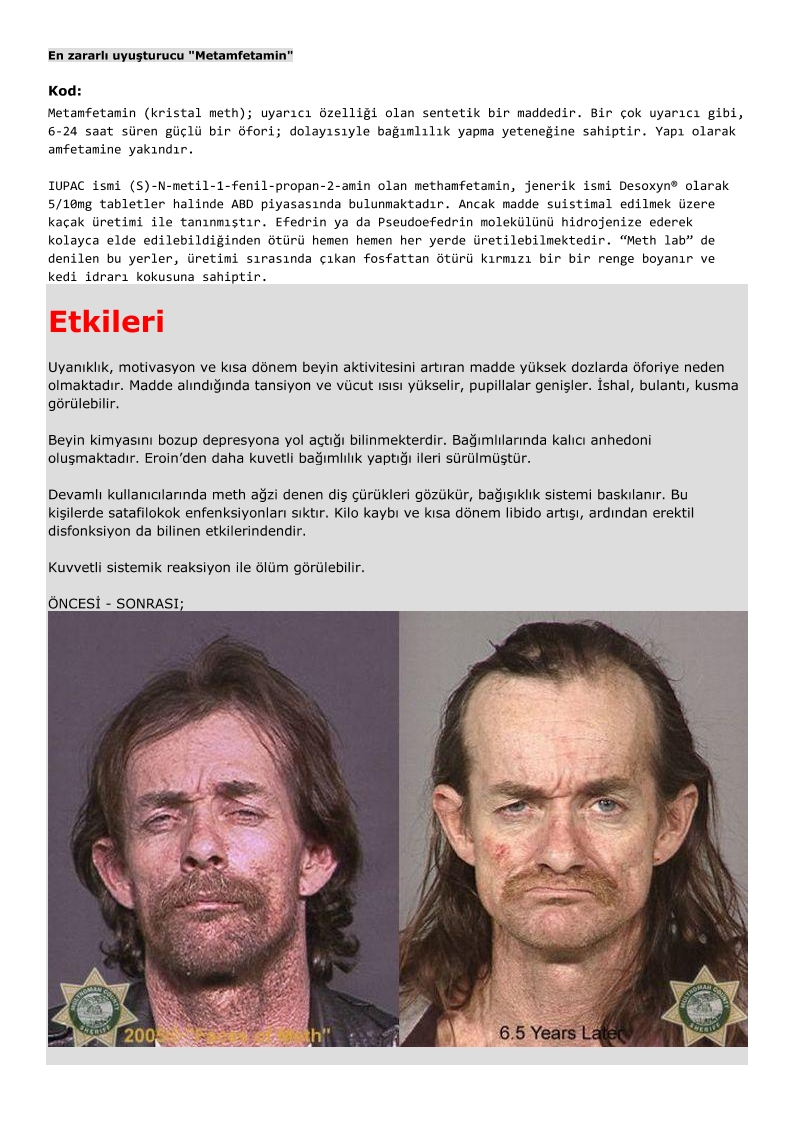 En zararlı uyuşturucu "Metamfetamin"
Kod:
Metamfetamin (kristal meth); uyarıcı özelliği olan sentetik bir maddedir. Bir çok uyarıcı gibi,
6-24 saat süren güçlü bir öfori; dolayısıyle bağımlılık yapma yeteneğine sahiptir. Yapı olarak
amfetamine yakındır.
IUPAC ismi (S)-N-metil-1-fenil-propan-2-amin olan methamfetamin, jenerik ismi Desoxyn® olarak
5/10mg tabletler halinde ABD piyasasında bulunmaktadır. Ancak madde suistimal edilmek üzere
kaçak üretimi ile tanınmıştır. Efedrin ya da Pseudoefedrin molekülünü hidrojenize ederek
kolayca elde edilebildiğinden ötürü hemen hemen her yerde üretilebilmektedir. “Meth lab” de
denilen bu yerler, üretimi sırasında çıkan fosfattan ötürü kırmızı bir bir renge boyanır ve
kedi idrarı kokusuna sahiptir.
Etkileri
Uyanıklık, motivasyon ve kısa dönem beyin aktivitesini artıran madde yüksek dozlarda öforiye neden
olmaktadır. Madde alındığında tansiyon ve vücut ısısı yükselir, pupillalar genişler. İshal, bulantı, kusma
görülebilir.
Beyin kimyasını bozup depresyona yol açtığı bilinmekterdir. Bağımlılarında kalıcı anhedoni
oluşmaktadır. Eroin’den daha kuvetli bağımlılık yaptığı ileri sürülmüştür.
Devamlı kullanıcılarında meth ağzi denen diş çürükleri gözükür, bağışıklık sistemi baskılanır. Bu
kişilerde satafilokok enfenksiyonları sıktır. Kilo kaybı ve kısa dönem libido artışı, ardından erektil
disfonksiyon da bilinen etkilerindendir.
Kuvvetli sistemik reaksiyon ile ölüm görülebilir.
ÖNCESİ - SONRASI;
MULTNOMAH COUNTY
SHERIFF
2005© "Faces of Meth"
6.5 Years Later
MULTNOMAH COUNTY
SHERIFF